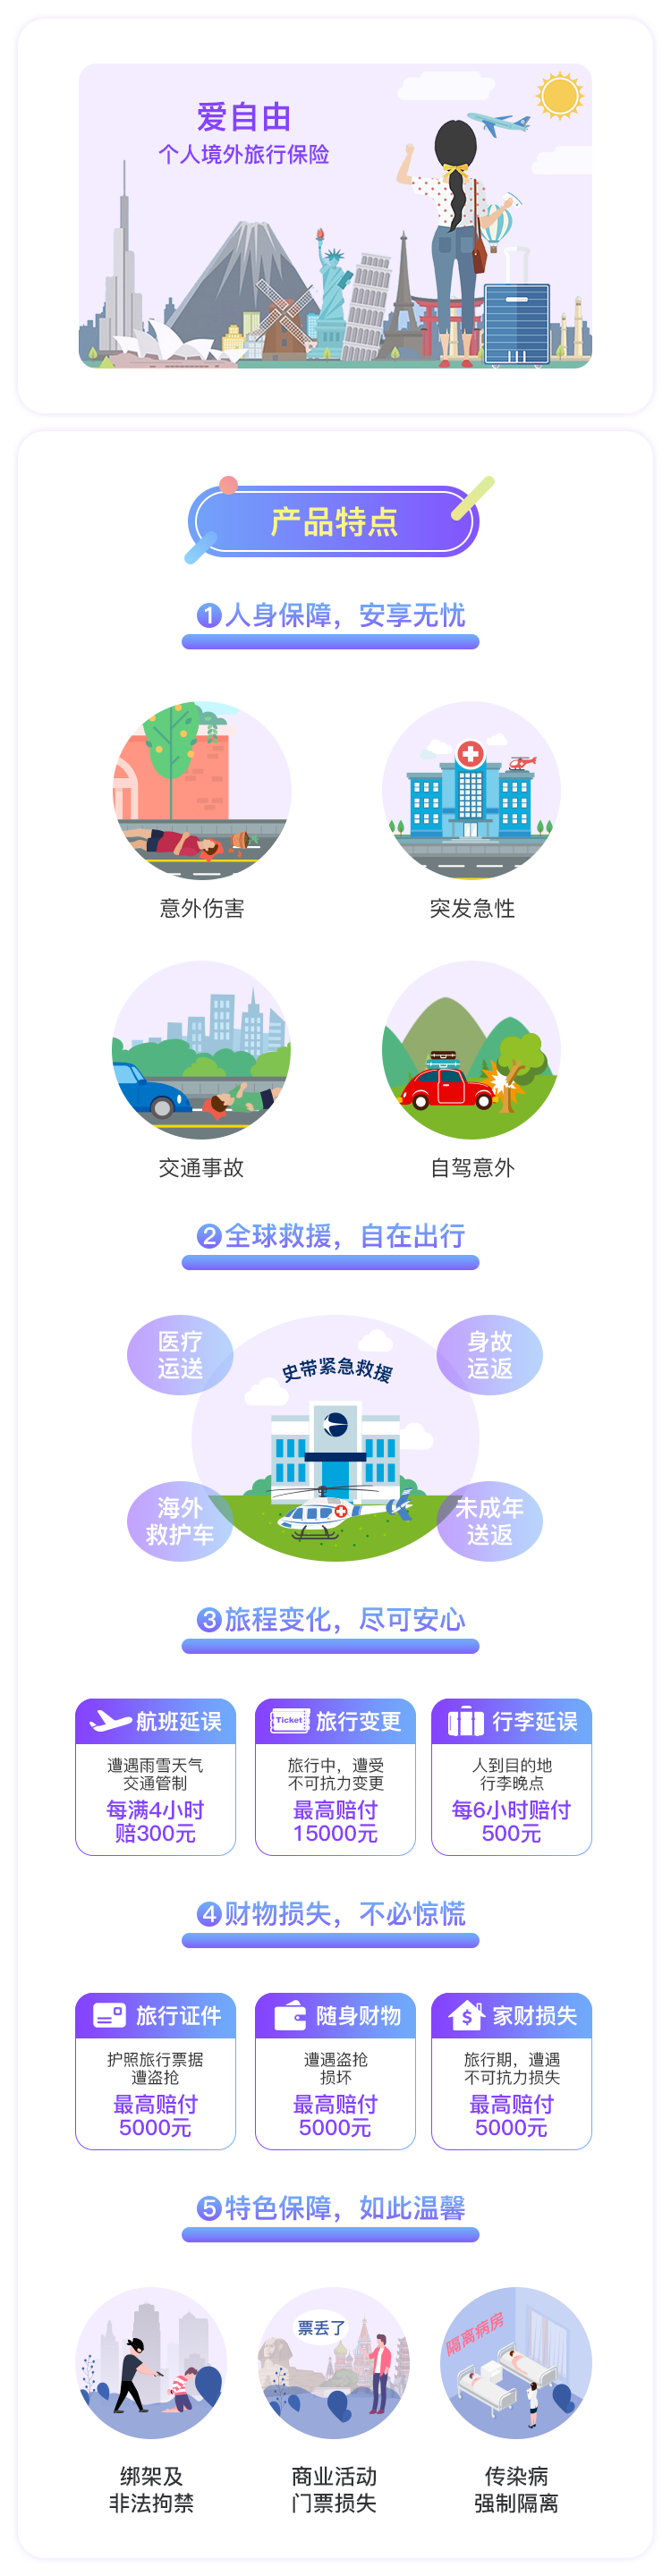 爱自由
个人境外旅行保险
产品特点
1人身保障，安享无忧
意外伤害
突发急性
交通事故
自驾意外
2全球救援，自在出行
医疗
运送
身故
运返
史带紧急救援
海外
救护车
未成年
送返
3旅程变化，尽可安心
航班延误
遭遇雨雪天气
交通管制
每满4小时
赔300元
Ticket
旅行变更
旅行中，遭受
不可抗力变更
最高赔付
15000元
行李延误
人到目的地
行李晚点
每6小时赔付
500元
4财物损失，不必惊慌
旅行证件
护照旅行票据
遭盗抢
最高赔付
5000元
随身财物
遭遇盗抢
损坏
最高赔付
5000元
$
家财损失
旅行期，遭遇
不可抗力损失
最高赔付
5000元
5特色保障，如此温馨
票丢了
隔离病房
绑架及
非法拘禁
商业活动
门票损失
传染病
强制隔离